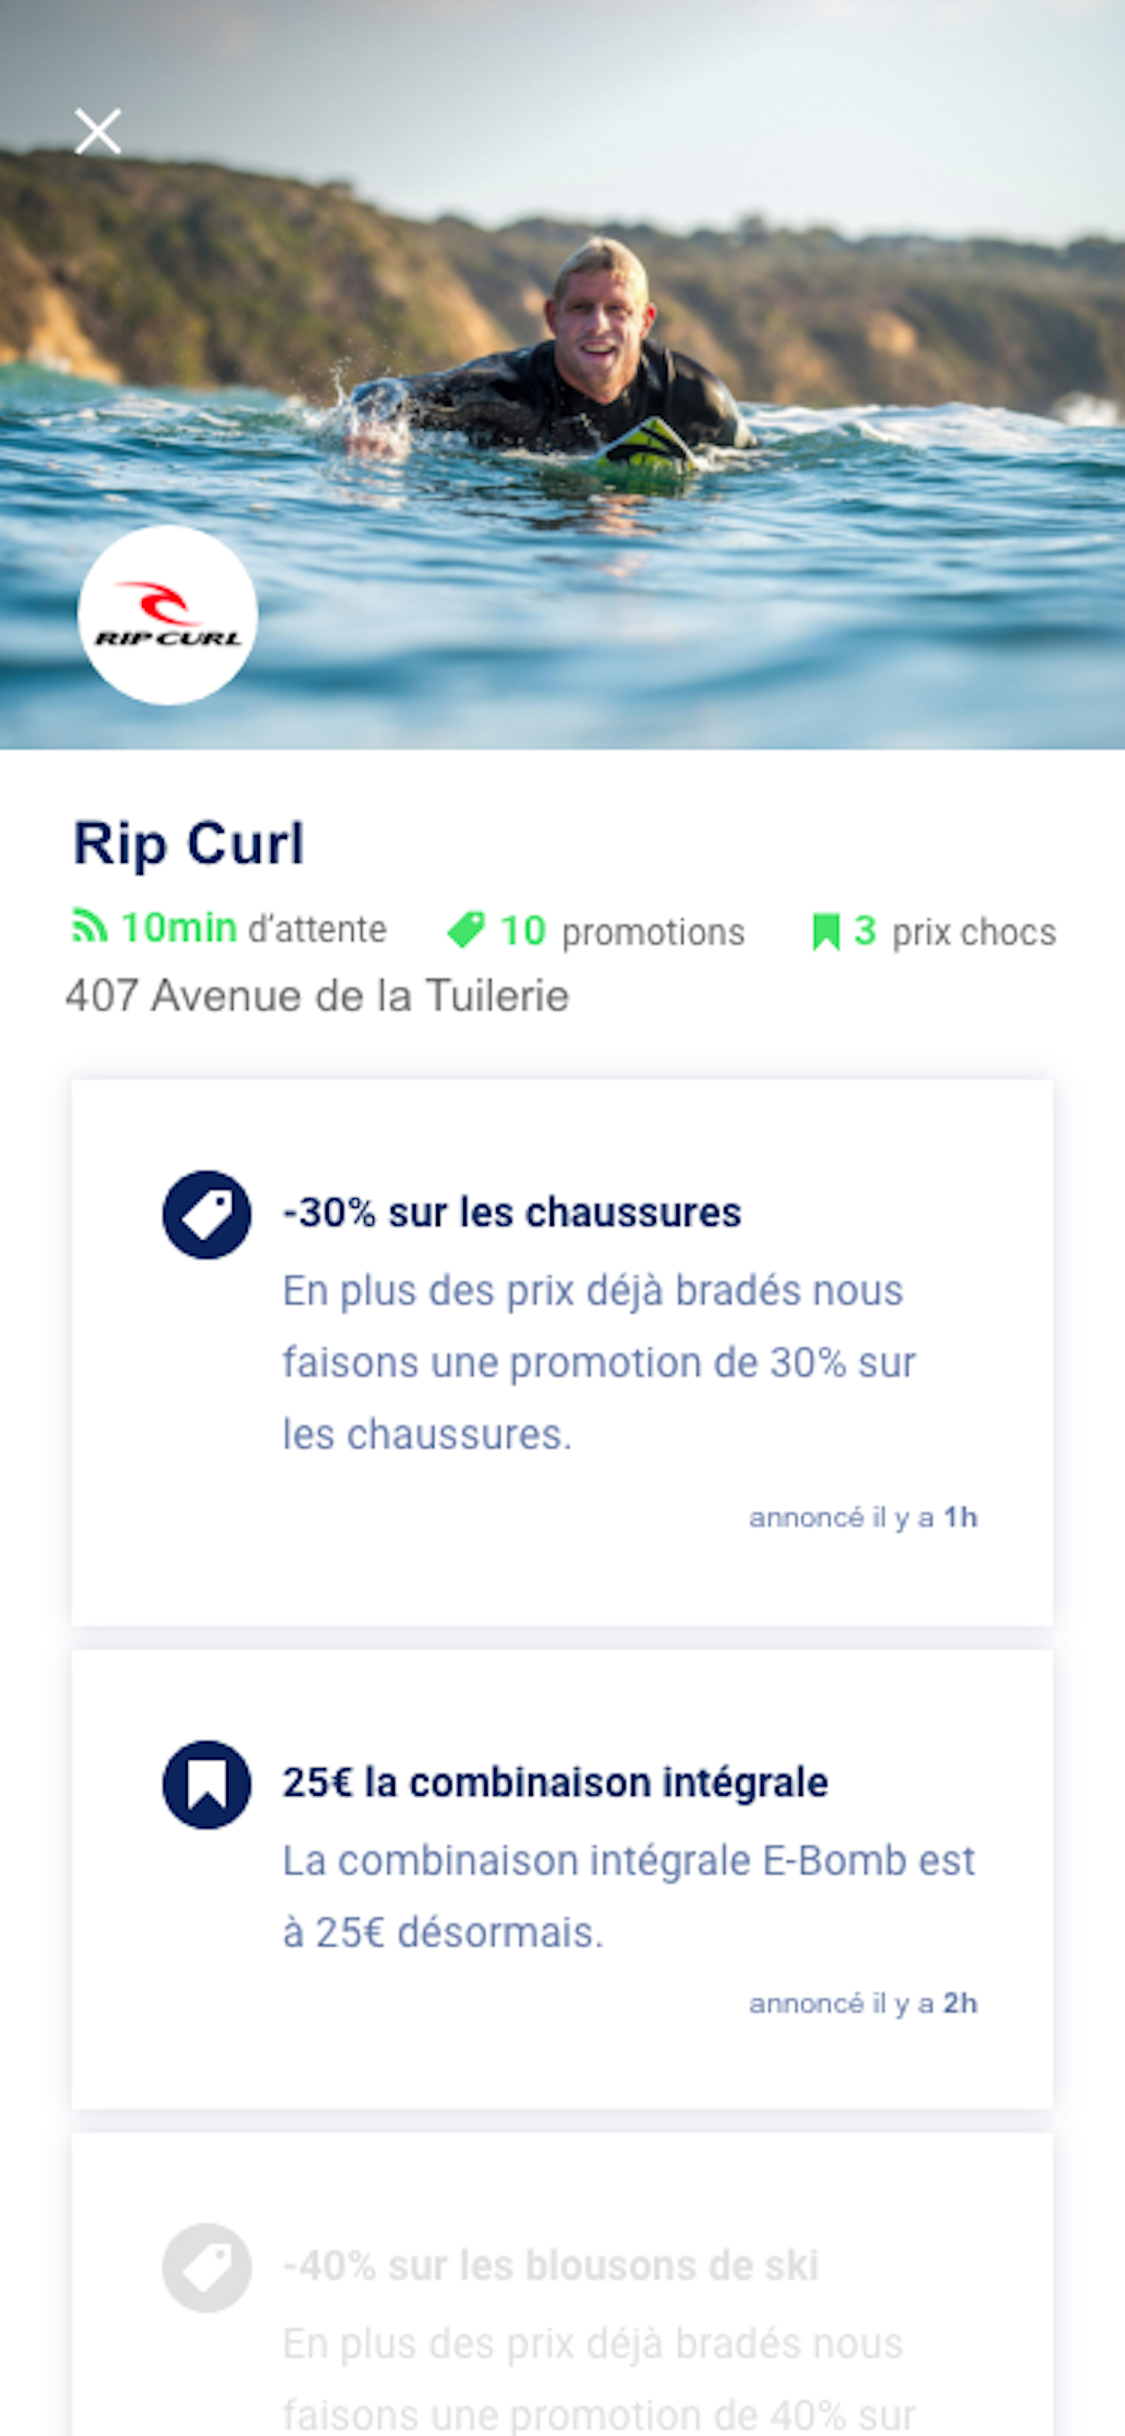 RIP CURL
Rip Curl
10min d'attente 10 promotions 3 prix chocs
407 Avenue de la Tuilerie
-30% sur les chaussures
En plus des prix déjà bradés nous
faisons une promotion de 30% sur
les chaussures.
annoncé il y a 1h
25€ la combinaison intégrale
La combinaison intégrale E-Bomb est
à 25€ désormais.
annoncé il y a 2h
-40% sur les blousons de ski
En plus des prix déjà bradés nous
faisons une promotion de 40% sur